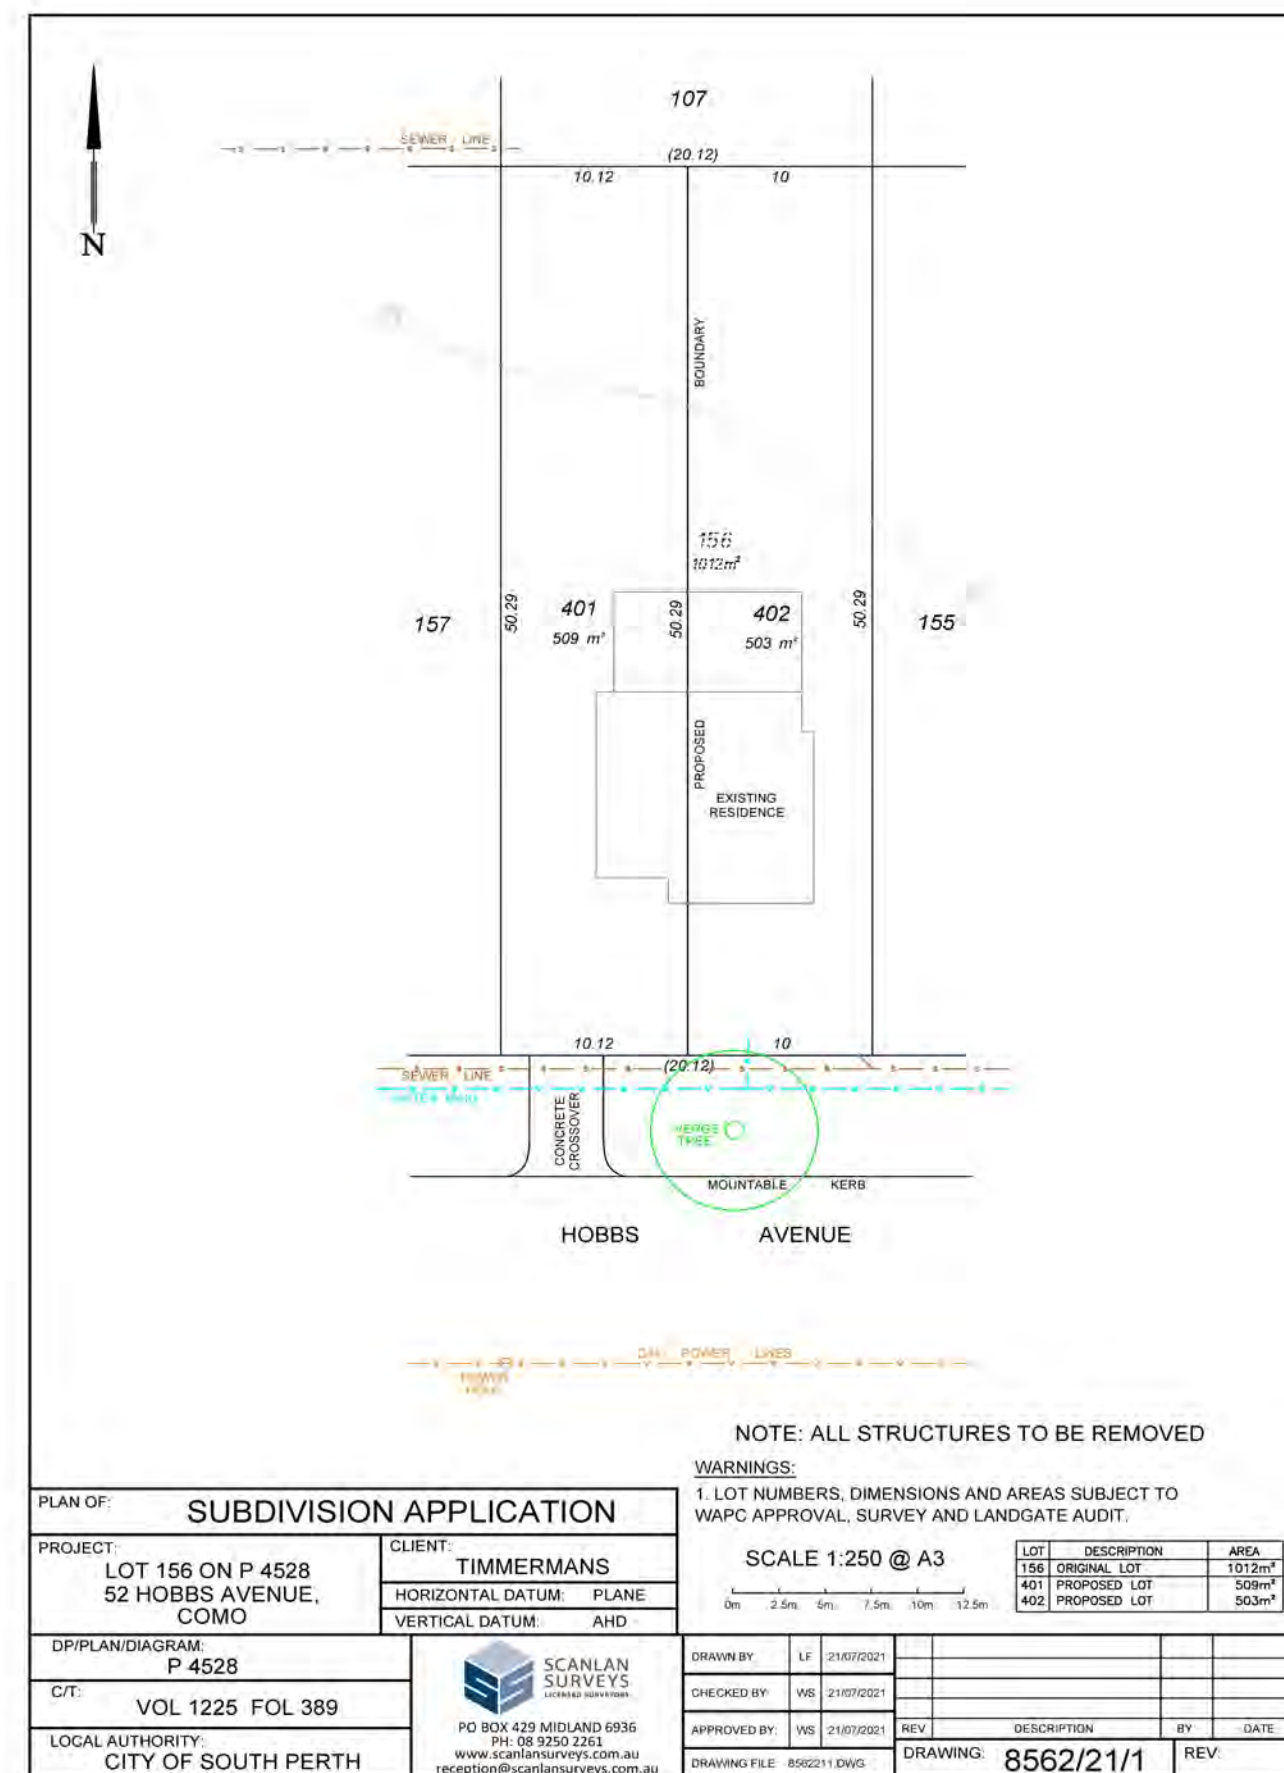 107
SEWER LINE
(20.12)
10.12
10
N
BOUNDARY
156
1012m²
157
50.29
401
509 m²
50.29
402
503 m²
50.29
155
PROPOSED
EXISTING
RESIDENCE
10.12
10
(20.12)
SEWER LINE
WATER MAIN
CONCRETE
CROSSOVER
VERGE
TREE
MOUNTABLE KERB
HOBBS AVENUE
POWER LINES
POWER
NOTE: ALL STRUCTURES TO BE REMOVED
WARNINGS:
1. LOT NUMBERS, DIMENSIONS AND AREAS SUBJECT TO
WAPC APPROVAL, SURVEY AND LANDGATE AUDIT.
PLAN OF: SUBDIVISION APPLICATION
PROJECT:
LOT 156 ON P 4528
52 HOBBS AVENUE,
COMO
CLIENT:
TIMMERMANS
HORIZONTAL DATUM: PLANE
VERTICAL DATUM: AHD
SCALE 1:250 @ A3
0m 2.5m 5m 7.5m 10m 12.5m
LOT DESCRIPTION AREA
156 ORIGINAL LOT 1012m²
401 PROPOSED LOT 509m²
402 PROPOSED LOT 503m²
DP/PLAN/DIAGRAM:
P 4528
C/T:
VOL 1225 FOL 389
LOCAL AUTHORITY:
CITY OF SOUTH PERTH
SCANLAN
SURVEYS
LICENSED SURVEYORS
PO BOX 429 MIDLAND 6936
PH: 08 9250 2261
www.scanlansurveys.com.au
reception@scanlansurveys.com.au
DRAWN BY LF 21/07/2021
CHECKED BY: WS 21/07/2021
APPROVED BY: WS 21/07/2021
DRAWING FILE 8562211.DWG
REV DESCRIPTION BY DATE
DRAWING: 8562/21/1 REV: